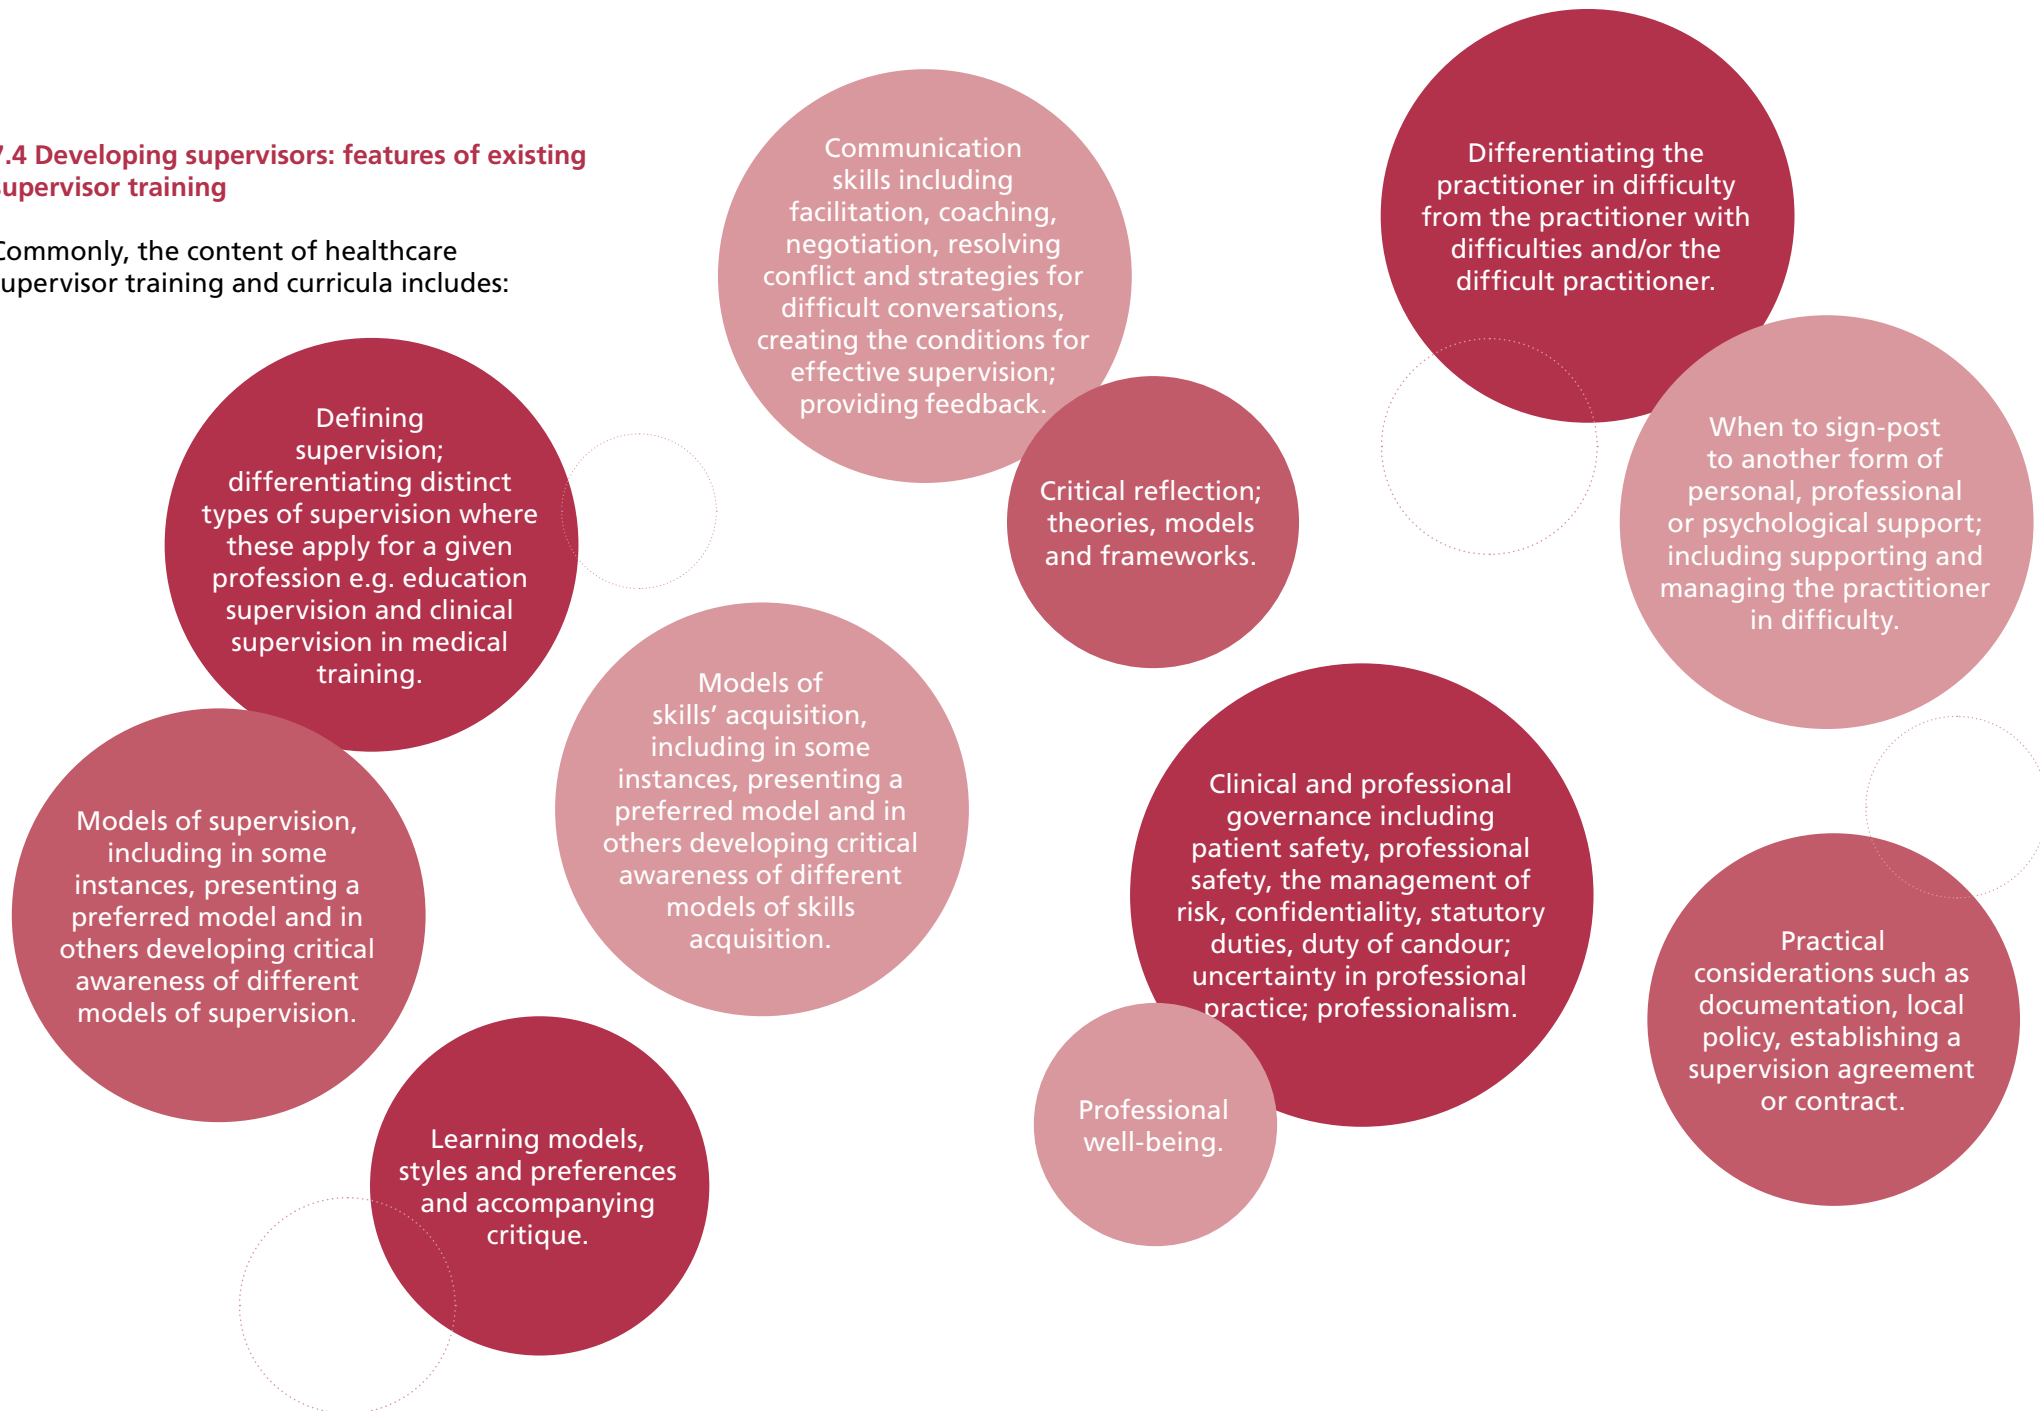 7.4 Developing supervisors: features of existing
supervisor training
Commonly, the content of healthcare
supervisor training and curricula includes:
Defining
supervision;
differentiating distinct
types of supervision where
these apply for a given
profession e.g. education
supervision and clinical
supervision in medical
training.
Models of supervision,
including in some
instances, presenting a
preferred model and in
others developing critical
awareness of different
models of supervision.
Learning models,
styles and preferences
and accompanying
critique.
Models of
skills’ acquisition,
including in some
instances, presenting a
preferred model and in
others developing critical
awareness of different
models of skills
acquisition.
Communication
skills including
facilitation, coaching,
negotiation, resolving
conflict and strategies for
difficult conversations,
creating the conditions for
effective supervision;
providing feedback.
Critical reflection;
theories, models
and frameworks.
Clinical and professional
governance including
patient safety, professional
safety, the management of
risk, confidentiality, statutory
duties, duty of candour;
uncertainty in professional
practice; professionalism.
Professional
well-being.
Differentiating the
practitioner in difficulty
from the practitioner with
difficulties and/or the
difficult practitioner.
When to sign-post
to another form of
personal, professional
or psychological support;
including supporting and
managing the practitioner
in difficulty.
Practical
considerations such as
documentation, local
policy, establishing a
supervision agreement
or contract.